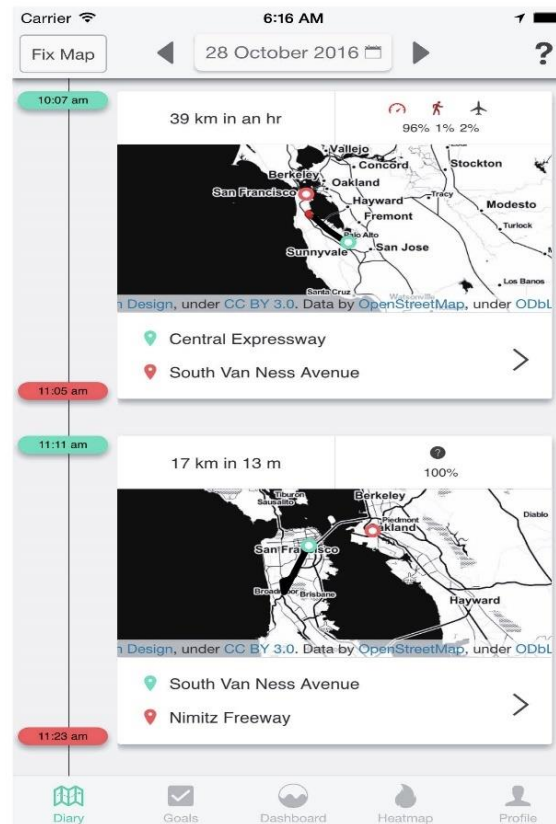 Carrier 6:16 AM
Fix Map 28 October 2016 ?
10:07 am
39 km in an hr
96% 1% 2%
Vallejo
Concord
Stockton
Berkeley
Oakland
San Francisco
Hayward
Tracy
Modesto
Fremont
Turlock
Palo Alto
Sunnyvale
San Jose
Los Banos
Santa Cruz
Watsonville
n Design, under CC BY 3.0. Data by OpenStreetMap, under ODbL
Central Expressway
South Van Ness Avenue
11:05 am
11:11 am
17 km in 13 m
?
100%
Tiburon
Sausalito
Berkeley
Diablo
Piedmont
akland
San Fra sco
Broadmoor
Brisbane
Hayward
n Design, under CC BY 3.0. Data by OpenStreetMap, under ODbL
South Van Ness Avenue
Nimitz Freeway
11:23 am
Diary Goals Dashboard Heatmap Profile